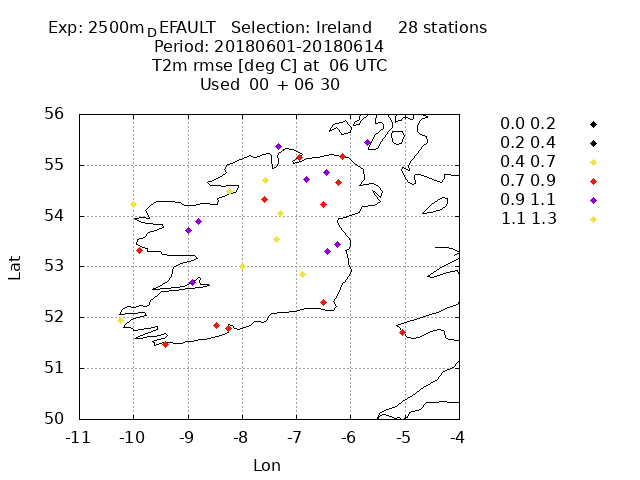 Exp: 2500m_DEFAULT   Selection: Ireland     28 stations
Period: 20180601-20180614
T2m rmse [deg C] at  06 UTC
Used  00 + 06 30
56
55
54
53
52
51
50
-11 -10 -9 -8 -7 -6 -5 -4
Lat
Lon
0.0 0.2
0.2 0.4
0.4 0.7
0.7 0.9
0.9 1.1
1.1 1.3